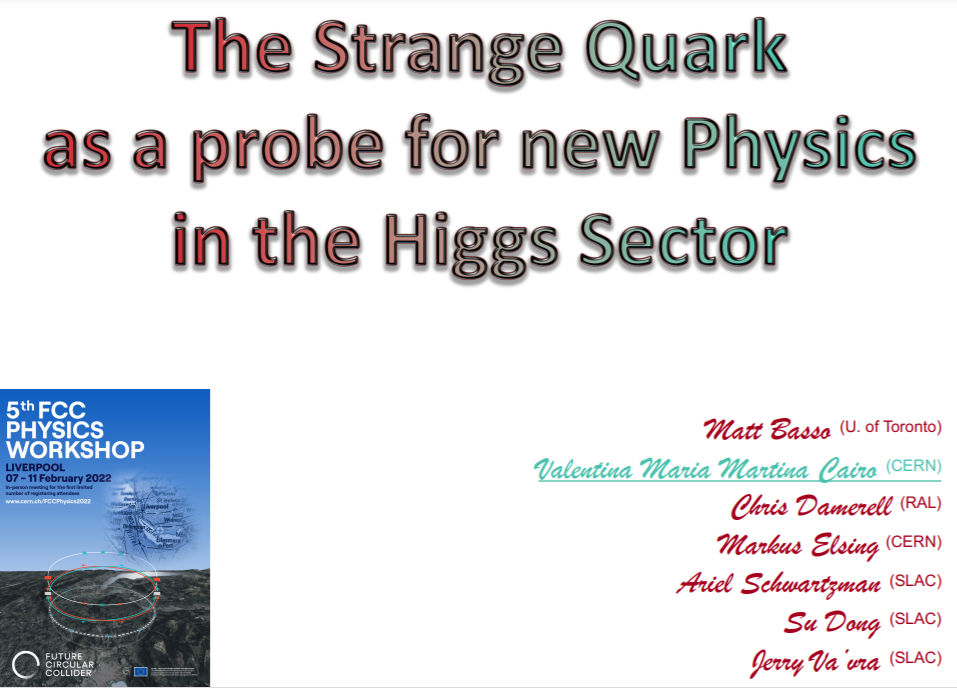 The Strange Quark
as a probe for new Physics
in the Higgs Sector
5th FCC
PHYSICS
WORKSHOP
LIVERPOOL
07 - 11 February 2022
In-person meeting for the first limited
number of registering attendees
www.cern.ch/FCCPhysics2022
Liverpool
FUTURE
CIRCULAR
COLLIDER
Matt Basso (U. of Toronto)
Valentina Maria Martina Cairo (CERN)
Chris Damerell (RAL)
Markus Elsing (CERN)
Ariel Schwartzman (SLAC)
Su Dong (SLAC)
Jerry Va'vra (SLAC)